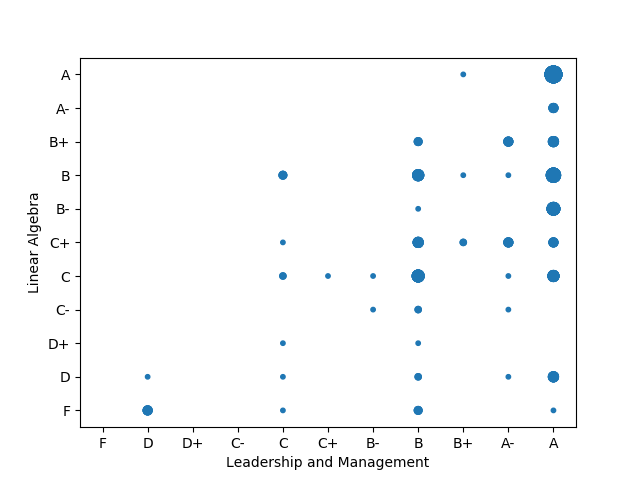 A
A-
B+
B
B-
C+
C
C-
D+
D
F
Linear Algebra
F D D+ C- C C+ B- B B+ A- A
Leadership and Management